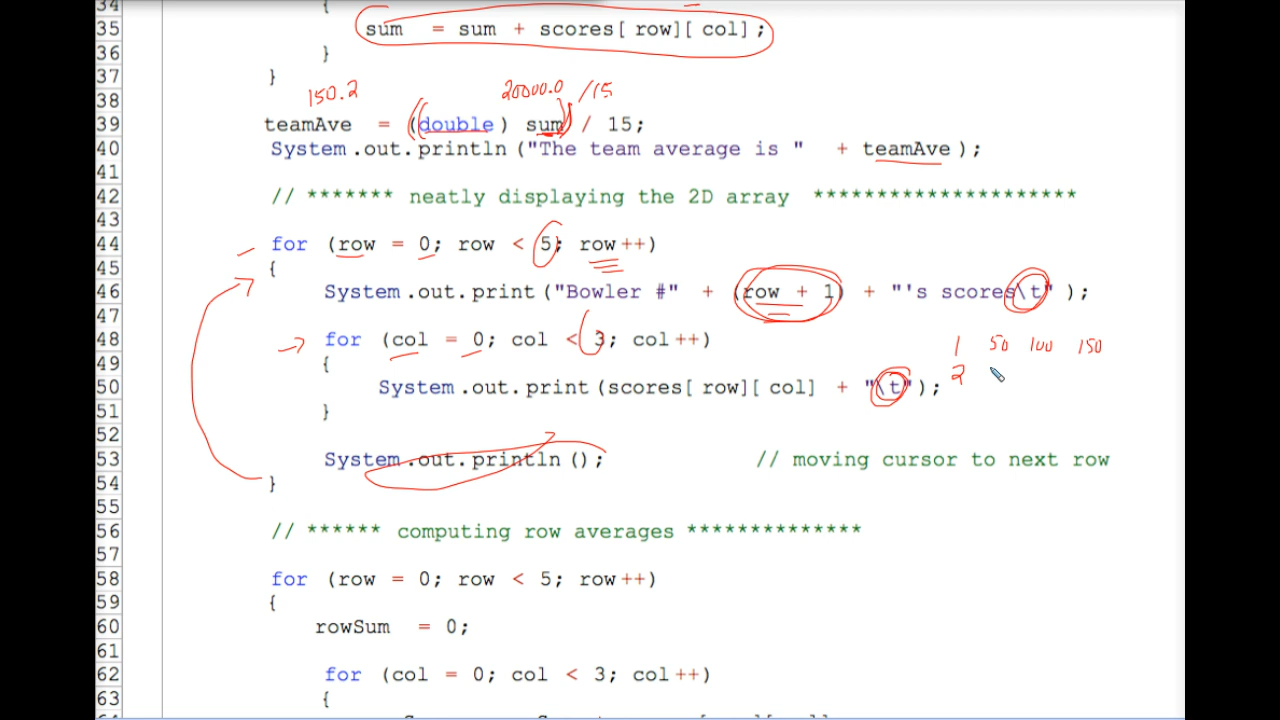 34 {
35 sum = sum + scores[ row][ col] ;
36 }
37 }
38 150.2 20000.0 /15
39 teamAve = (double ) sum / 15;
40 System .out. println ("The team average is " + teamAve );
41
42 // ******* neatly displaying the 2D array **********************
43
44 for (row = 0; row < 5; row ++)
45 {
46 System .out. print ("Bowler #" + (row + 1) + "'s scores\t" );
47
48 for (col = 0; col < 3; col ++) 1 50 100 150
49 { 2
50 System .out. print (scores[ row][ col] + "\t");
51 }
52
53 System .out. println (); // moving cursor to next row
54 }
55
56 // ****** computing row averages **************
57
58 for (row = 0; row < 5; row ++)
59 {
60 rowSum = 0;
61
62 for (col = 0; col < 3; col ++)
63 {